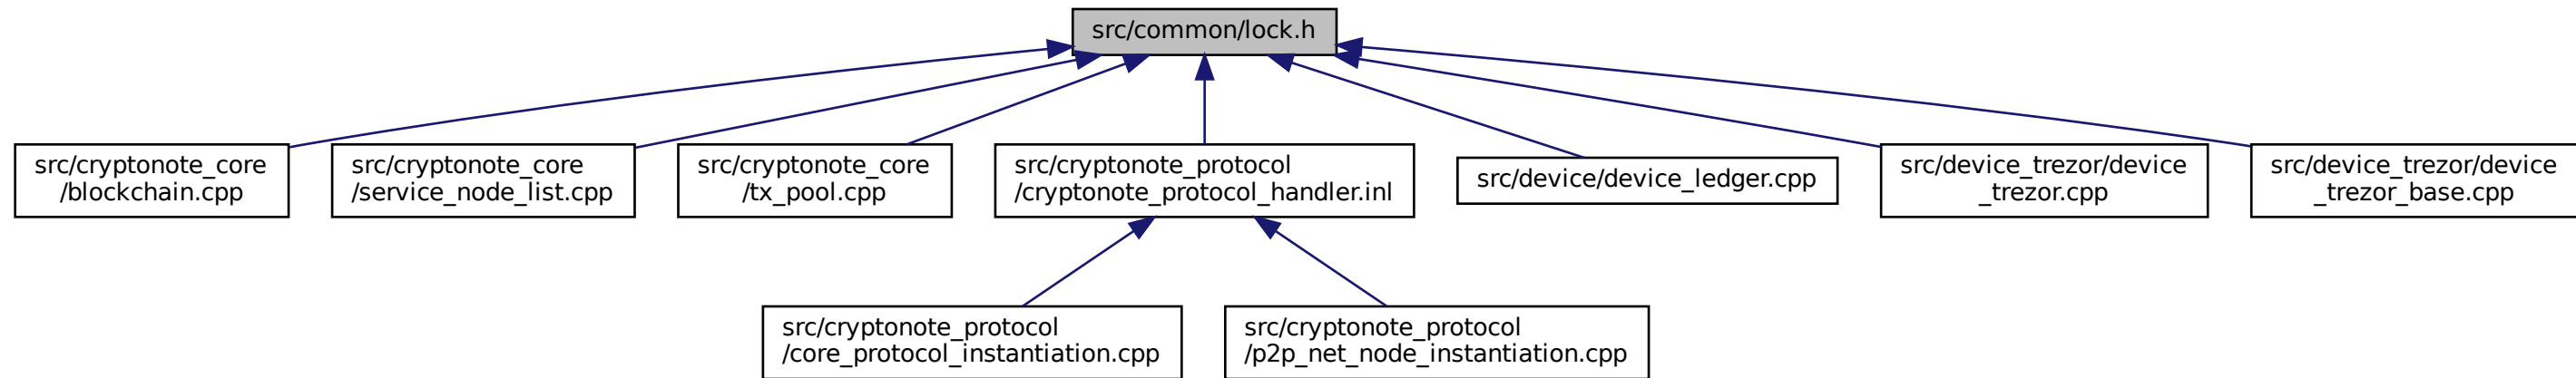 src/common/lock.h
src/cryptonote_core
/blockchain.cpp
src/cryptonote_core
/service_node_list.cpp
src/cryptonote_core
/tx_pool.cpp
src/cryptonote_protocol
/cryptonote_protocol_handler.inl
src/device/device_ledger.cpp
src/device_trezor/device
_trezor.cpp
src/device_trezor/device
_trezor_base.cpp
src/cryptonote_protocol
/core_protocol_instantiation.cpp
src/cryptonote_protocol
/p2p_net_node_instantiation.cpp